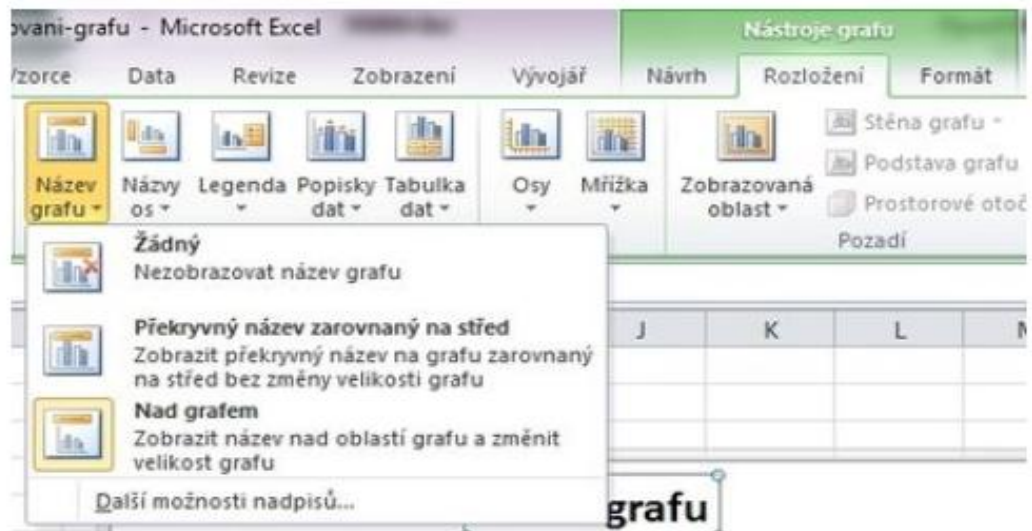 ovani-grafu - Microsoft Excel
Nástroje grafu
Vzorce Data Revize Zobrazení Vývojář Návrh Rozložení Formát
Název grafu
Názvy os
Legenda
Popisky dat
Tabulka dat
Osy
Mřížka
Zobrazovaná oblast
Stěna grafu
Podstava grafu
Prostorové otoč
Pozadí
Žádný
Nezobrazovat název grafu
Překryvný název zarovnaný na střed
Zobrazit překryvný název na grafu zarovnaný
na střed bez změny velikosti grafu
Nad grafem
Zobrazit název nad oblastí grafu a změnit
velikost grafu
Další možnosti nadpisů...
J K L
grafu